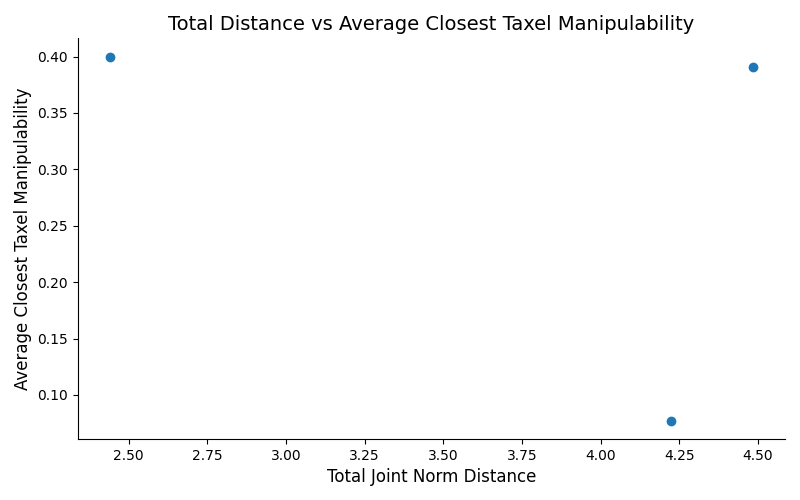 Total Distance vs Average Closest Taxel Manipulability
Average Closest Taxel Manipulability
0.40
0.35
0.30
0.25
0.20
0.15
0.10
2.50 2.75 3.00 3.25 3.50 3.75 4.00 4.25 4.50
Total Joint Norm Distance